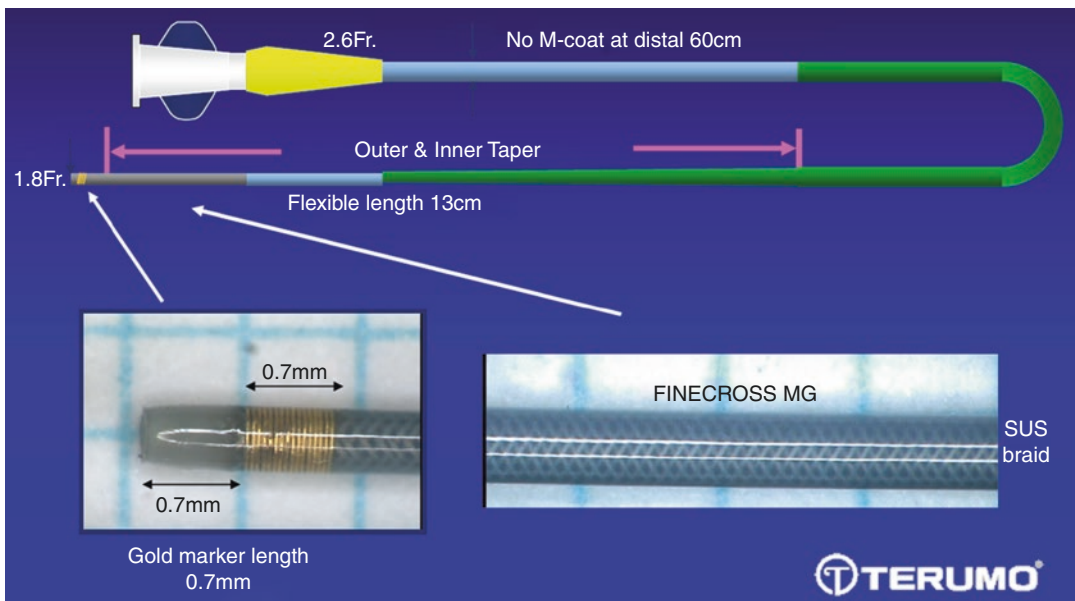 2.6Fr.
No M-coat at distal 60cm
Outer & Inner Taper
1.8Fr.
Flexible length 13cm
0.7mm
0.7mm
Gold marker length
0.7mm
FINECROSS MG
SUS
braid
TERUMO®